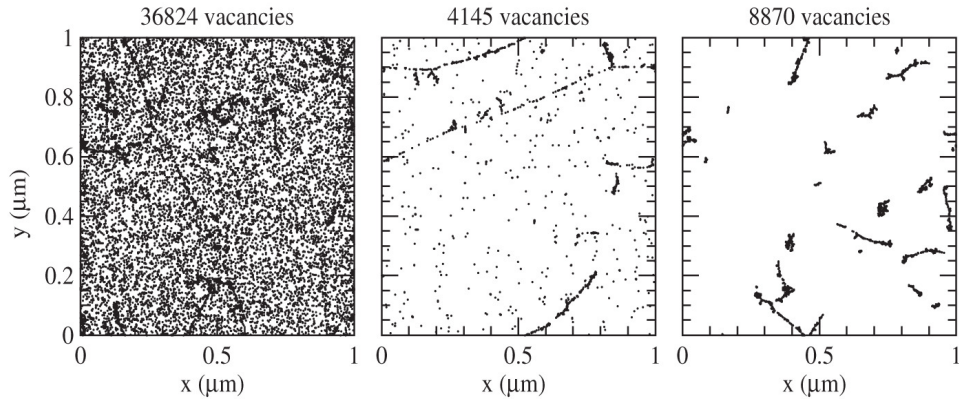 36824 vacancies
4145 vacancies
8870 vacancies
y (μm)
1
0.8
0.6
0.4
0.2
0
0 0.5 1
0 0.5 1
0 0.5 1
x (μm)
x (μm)
x (μm)